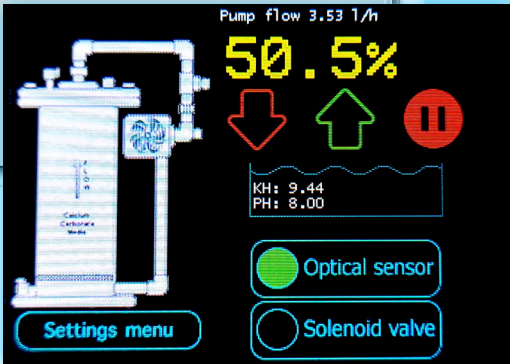 Pump flow 3.53 l/h
50.5%
KH: 9.44
PH: 8.00
FLOW
Calcium
Carbonate
Media
Optical sensor
Settings menu
Solenoid valve